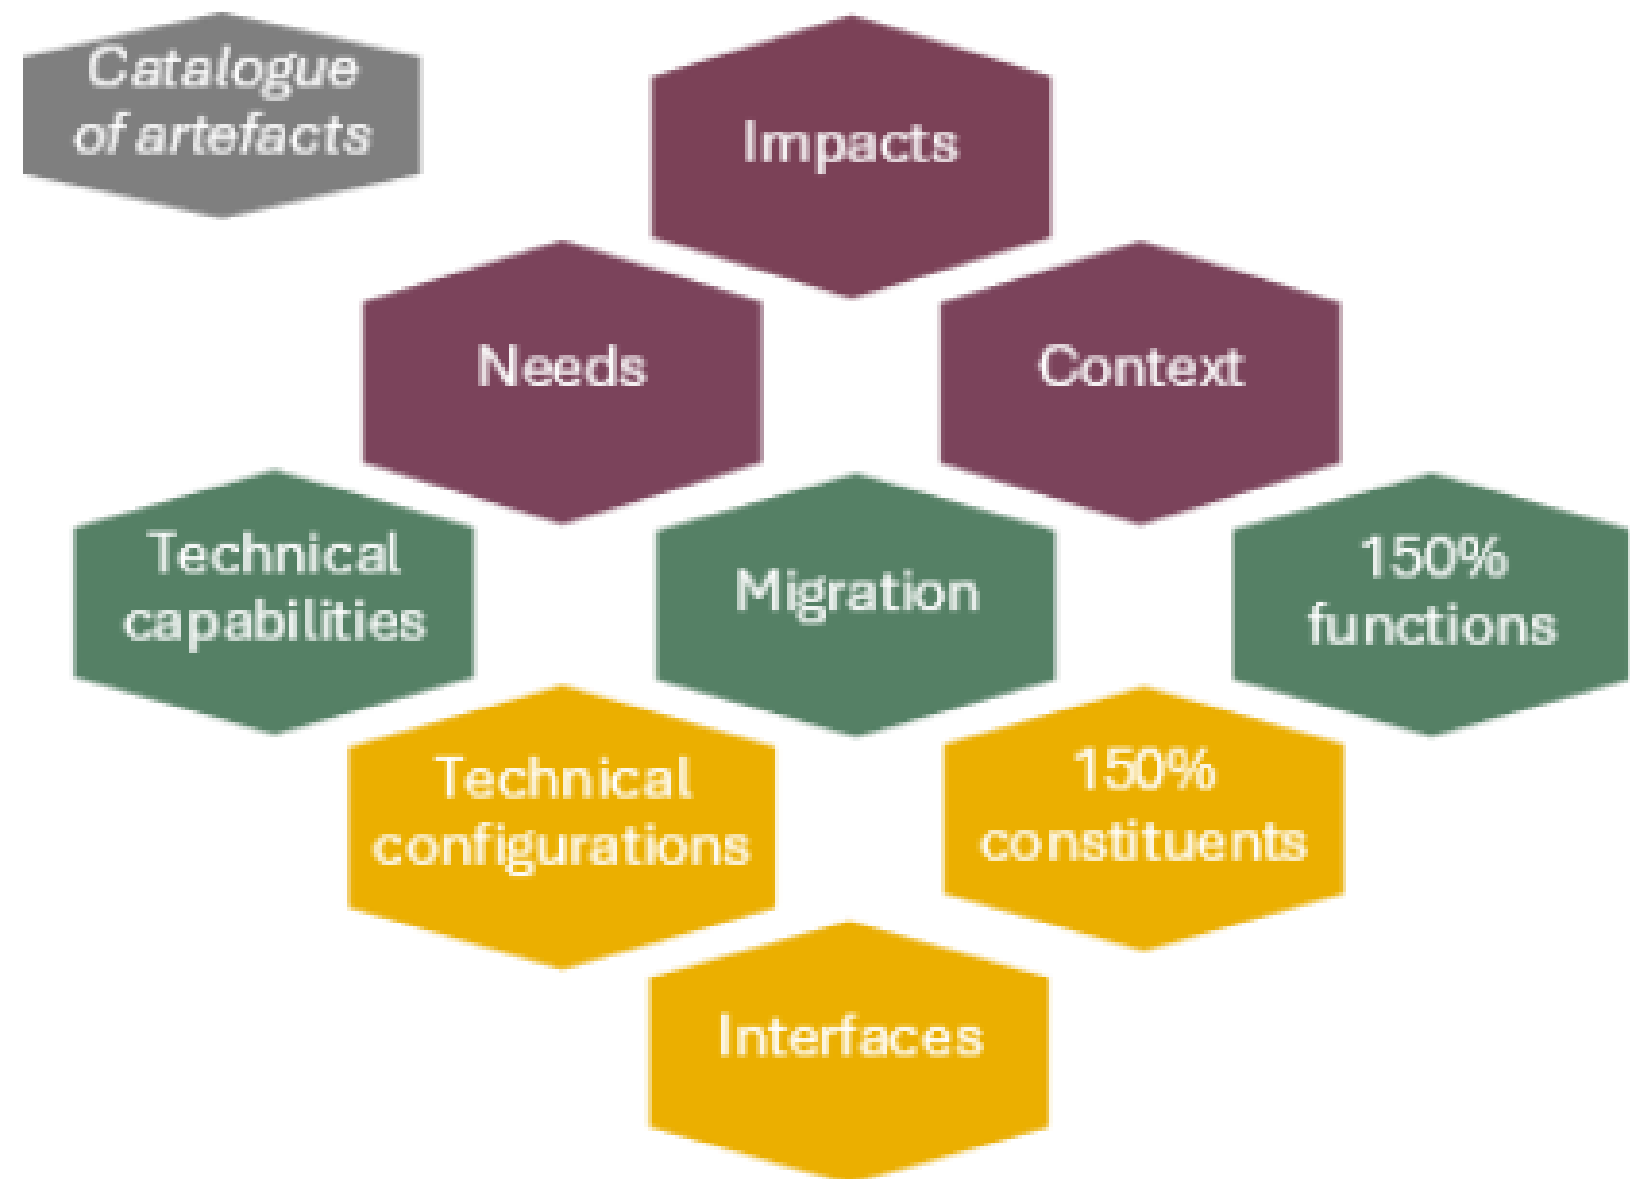 Catalogue
of artefacts
Impacts
Needs
Context
Technical
capabilities
Migration
150%
functions
Technical
configurations
150%
constituents
Interfaces